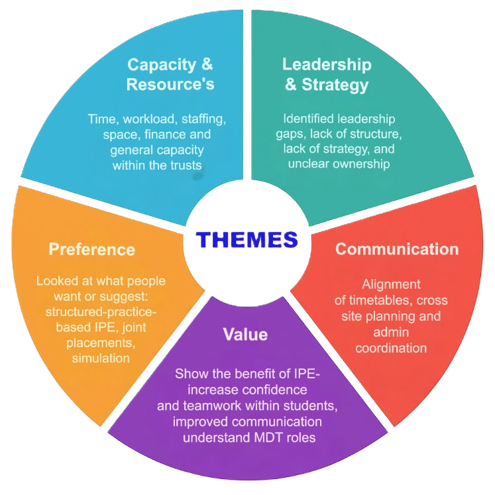 Capacity &
Resource's
Time, workload, staffing,
space, finance and
general capacity
within the trusts
Leadership
& Strategy
Identified leadership
gaps, lack of structure,
lack of strategy, and
unclear ownership
THEMES
Preference
Looked at what people
want or suggest:
structured-practice-
based IPE, joint
placements,
simulation
Communication
Alignment
of timetables, cross
site planning and
admin
coordination
Value
Show the benefit of IPE-
increase confidence
and teamwork within students,
improved communication
understand MDT roles